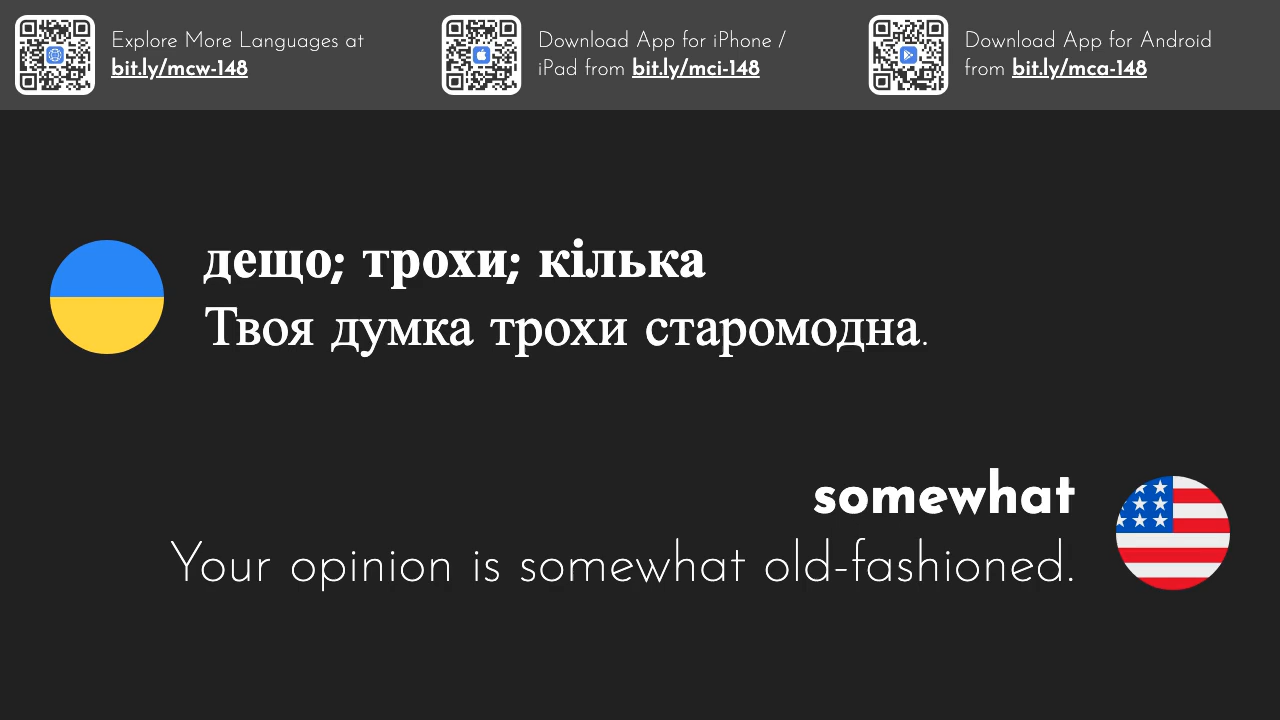 Explore More Languages at
bit.ly/mcw-148
Download App for iPhone /
iPad from bit.ly/mci-148
Download App for Android
from bit.ly/mca-148
дещо; трохи; кілька
Твоя думка трохи старомодна.
somewhat
Your opinion is somewhat old-fashioned.